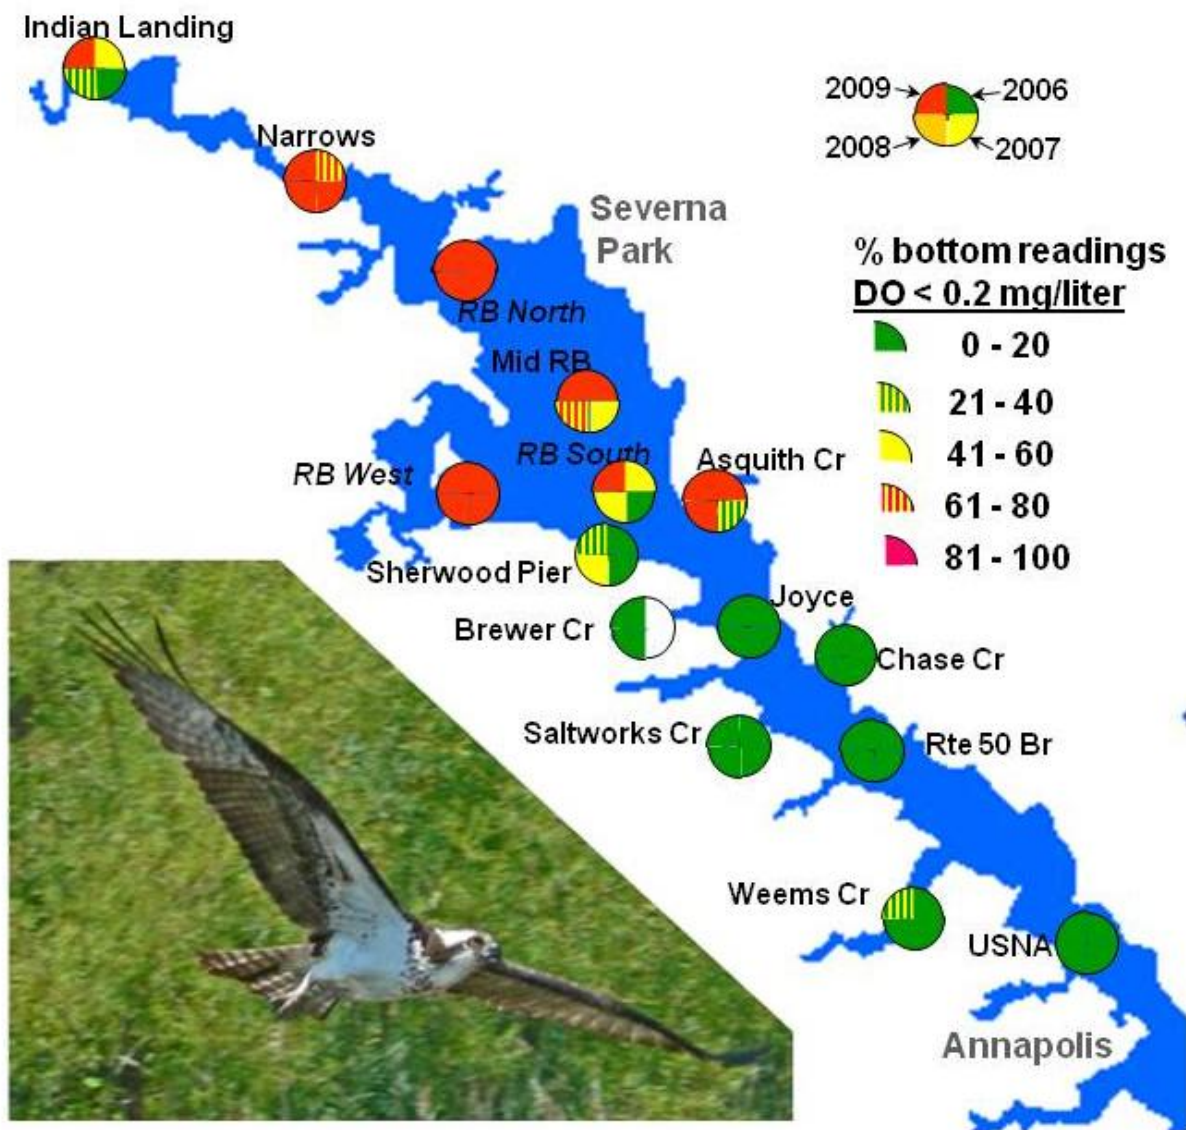 Indian Landing
2009
2006
2008
2007
Narrows
Severna
Park
% bottom readings
DO < 0.2 mg/liter
0 - 20
21 - 40
41 - 60
61 - 80
81 - 100
RB North
Mid RB
RB South
Asquith Cr
RB West
Sherwood Pier
Joyce
Brewer Cr
Chase Cr
Saltworks Cr
Rte 50 Br
Weems Cr
USNA
Annapolis